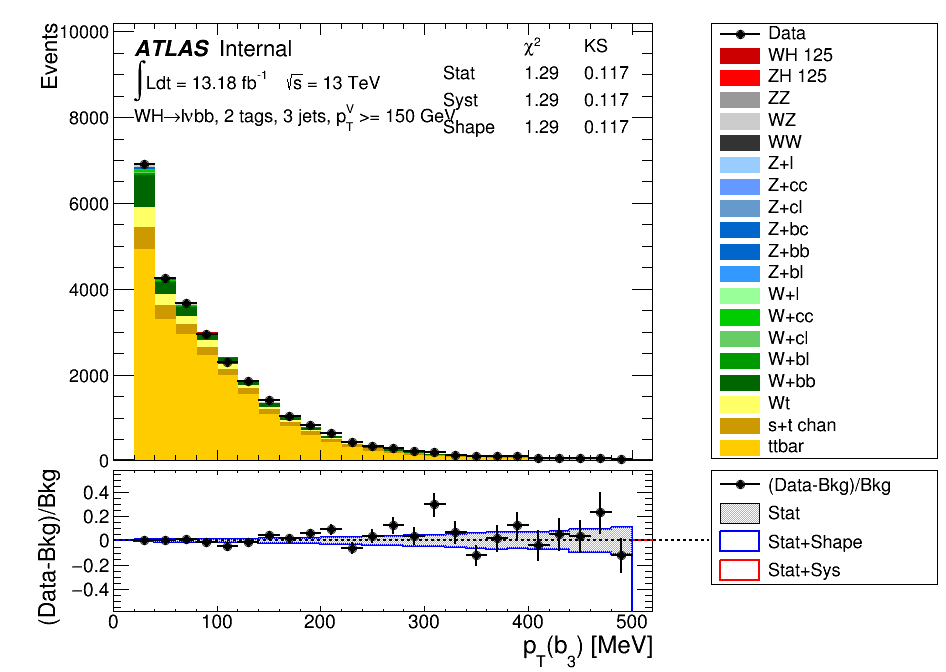 Events
10000
8000
6000
4000
2000
0
ATLAS Internal
∫Ldt = 13.18 fb⁻¹ √s = 13 TeV
WH→lνbb, 2 tags, 3 jets, p_T^V >= 150 GeV
χ² KS
Stat 1.29 0.117
Syst 1.29 0.117
Shape 1.29 0.117
Data
WH 125
ZH 125
ZZ
WZ
WW
Z+l
Z+cc
Z+cl
Z+bc
Z+bb
Z+bl
W+l
W+cc
W+cl
W+bl
W+bb
Wt
s+t chan
ttbar
(Data-Bkg)/Bkg
0.4
0.2
0
−0.2
−0.4
0 100 200 300 400 500
p_T(b_3) [MeV]
(Data-Bkg)/Bkg
Stat
Stat+Shape
Stat+Sys